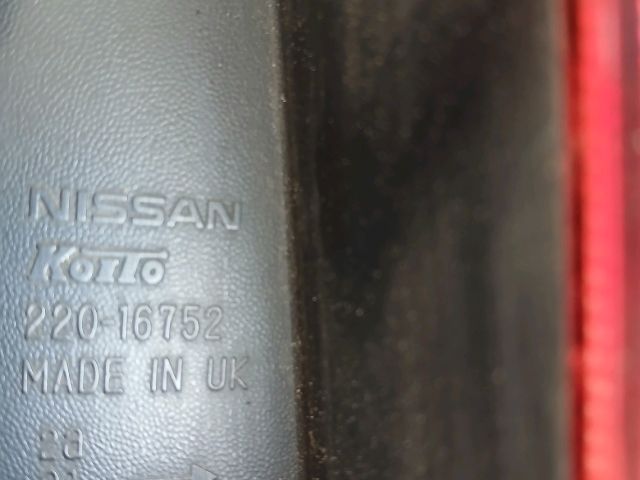 NISSAN
KOITO
220-16752
MADE IN UK